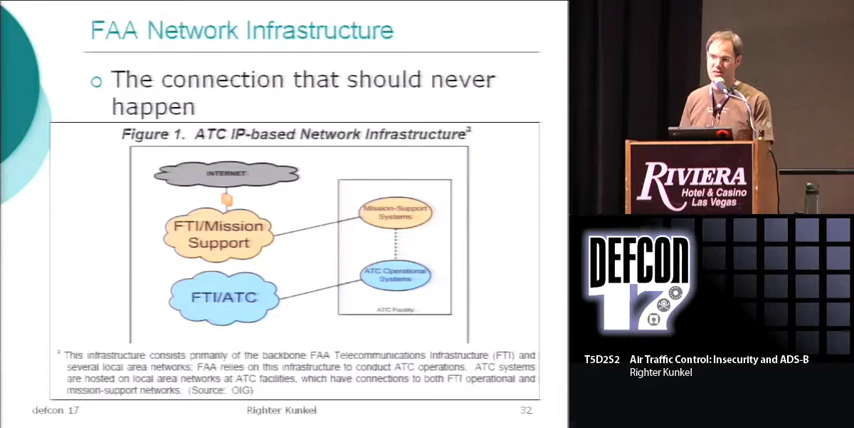 FAA Network Infrastructure
The connection that should never
happen
Figure 1. ATC IP-based Network Infrastructureª
INTERNET
FTI/Mission
Support
Mission-Support
Systems
FTI/ATC
ATC Operational
Systems
ATC Facility
ª This infrastructure consists primarily of the backbone FAA Telecommunications Infrastructure (FTI) and
several local area networks; FAA relies on this infrastructure to conduct ATC operations. ATC systems
are hosted on local area networks at ATC facilities, which have connections to both FTI operational and
mission-support networks. (Source: OIG)
defcon 17
Righter Kunkel
32
RIVIERA
Hotel & Casino
Las Vegas
DEFCON
17
T5D2S2 Air Traffic Control: Insecurity and ADS-B
Righter Kunkel